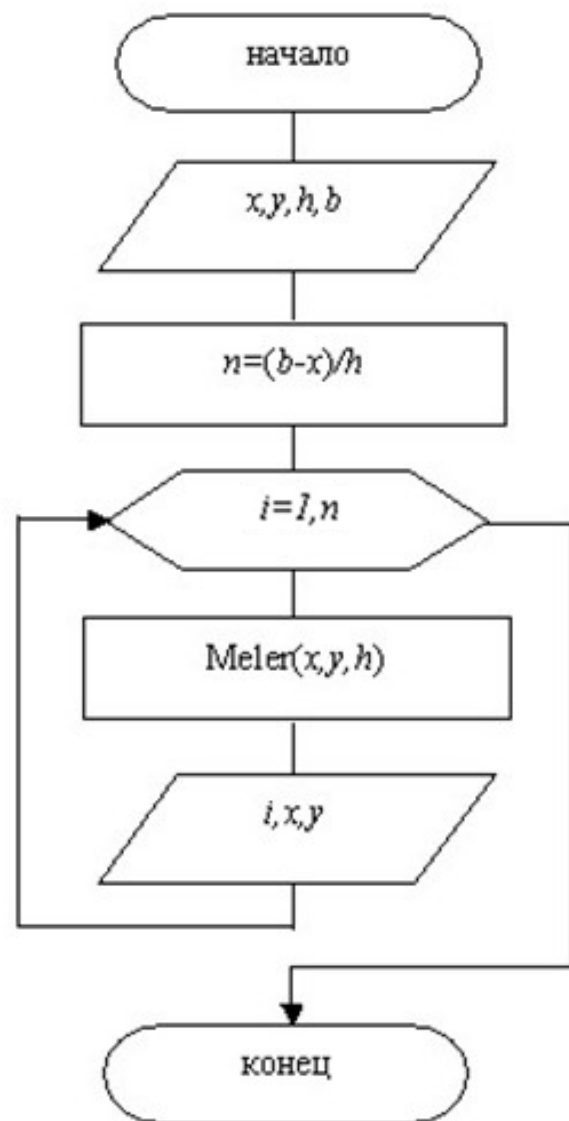 начало
x,y,h,b
n=(b-x)/h
i=1,n
Meler(x,y,h)
i,x,y
конец